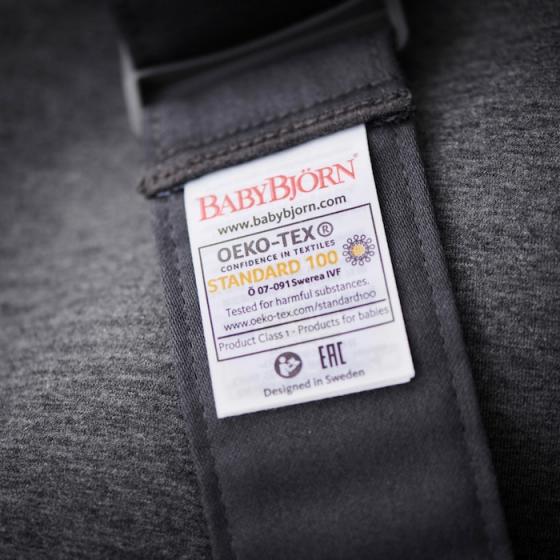 BABYBJÖRN®
www.babybjorn.com
OEKO-TEX®
CONFIDENCE IN TEXTILES
STANDARD 100
Ö 07-091 Swerea IVF
Tested for harmful substances.
www.oeko-tex.com/standard100
Product Class 1 - Products for babies
EAC
Designed in Sweden